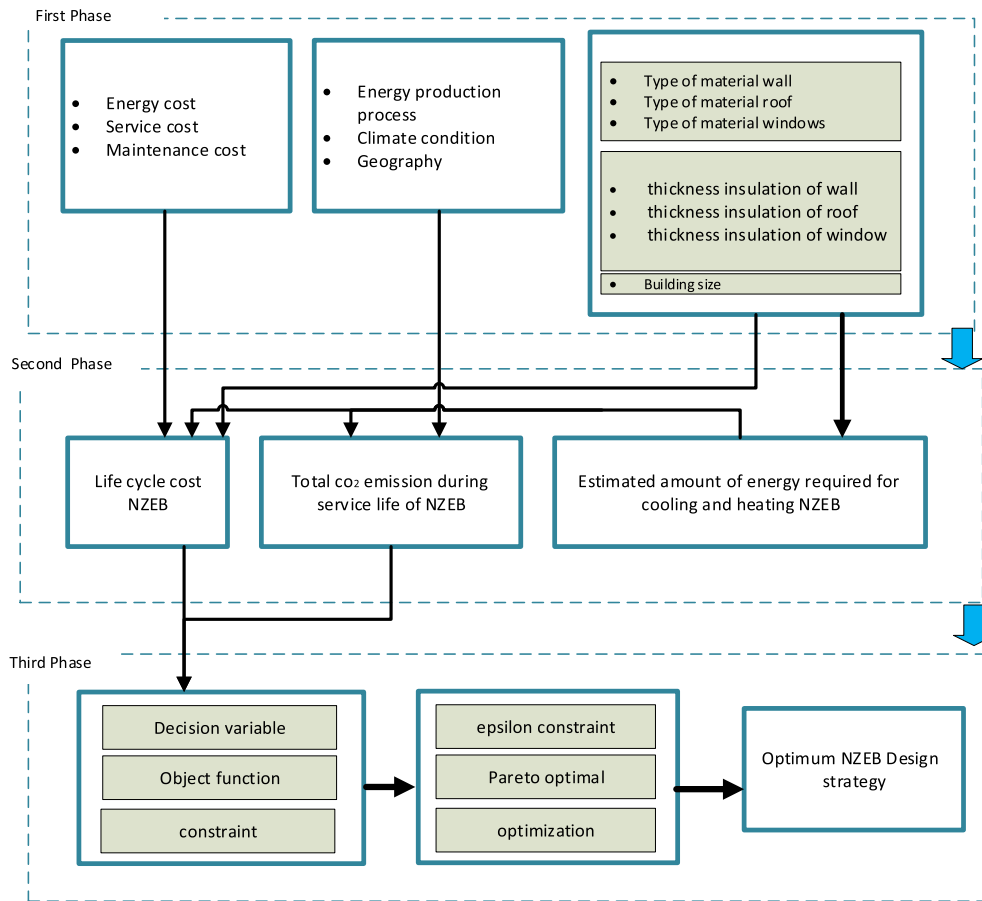 First Phase
• Energy cost
• Service cost
• Maintenance cost
• Energy production
process
• Climate condition
• Geography
• Type of material wall
• Type of material roof
• Type of material windows
• thickness insulation of wall
• thickness insulation of roof
• thickness insulation of window
• Building size
Second Phase
Life cycle cost
NZEB
Total co₂ emission during
service life of NZEB
Estimated amount of energy required for
cooling and heating NZEB
Third Phase
Decision variable
Object function
constraint
epsilon constraint
Pareto optimal
optimization
Optimum NZEB Design
strategy